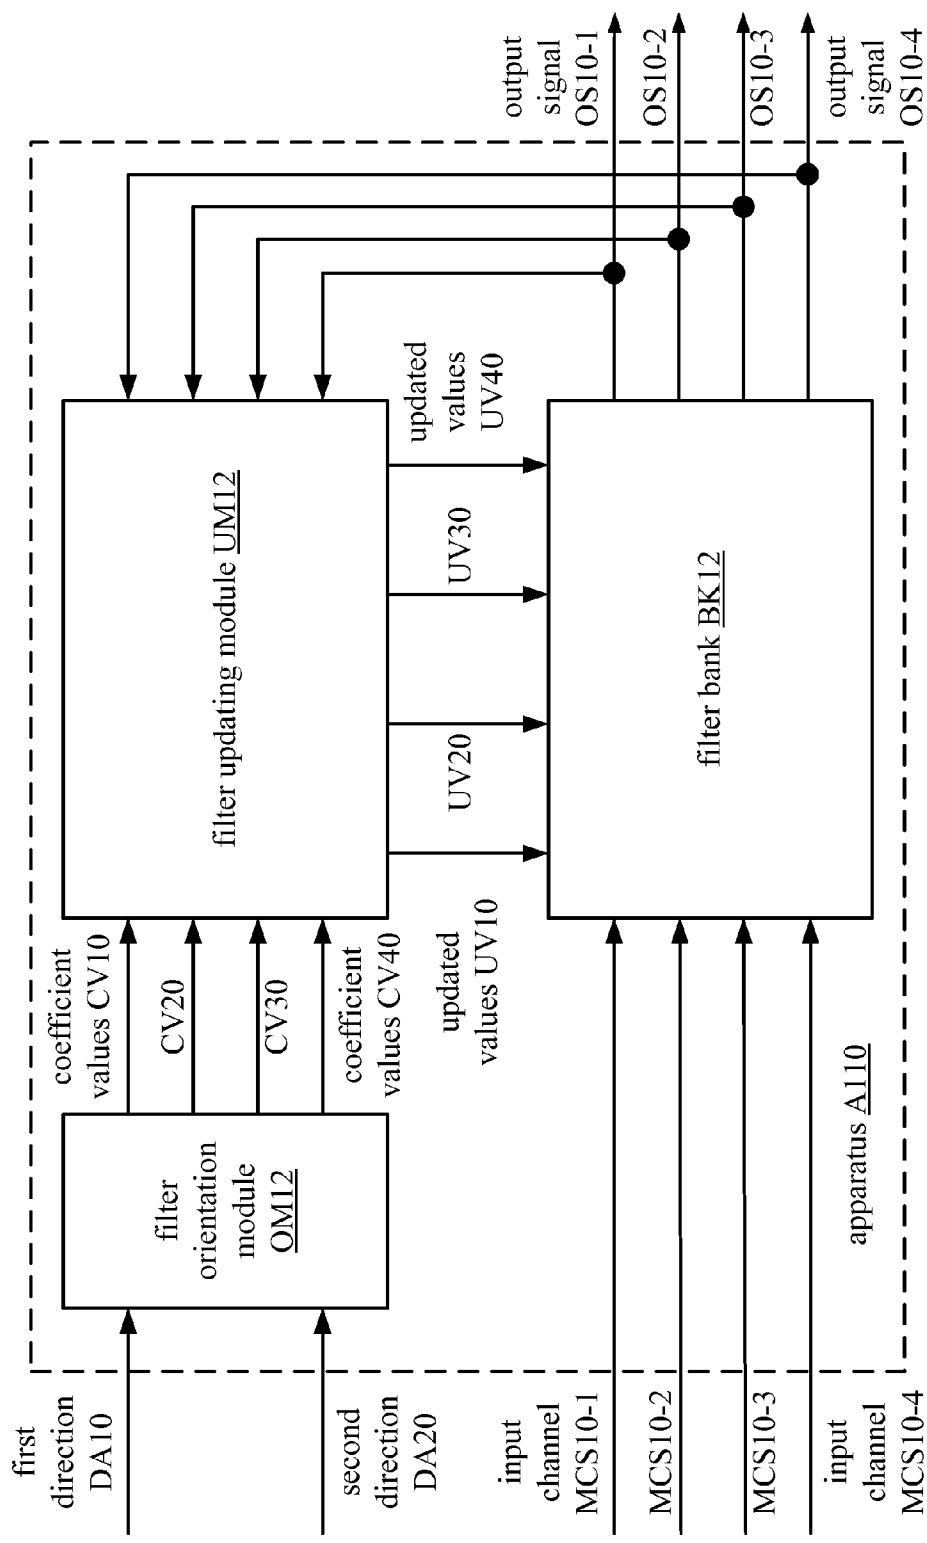 first
direction
DA10
second
direction
DA20
input
channel
MCS10-1
MCS10-2
MCS10-3
input
channel
MCS10-4
filter
orientation
module
OM12
coefficient
values CV10
CV20
CV30
coefficient
values CV40
filter updating module UM12
updated
values UV10
UV20
UV30
updated
values
UV40
filter bank BK12
apparatus A110
output
signal
OS10-1
OS10-2
OS10-3
output
signal
OS10-4